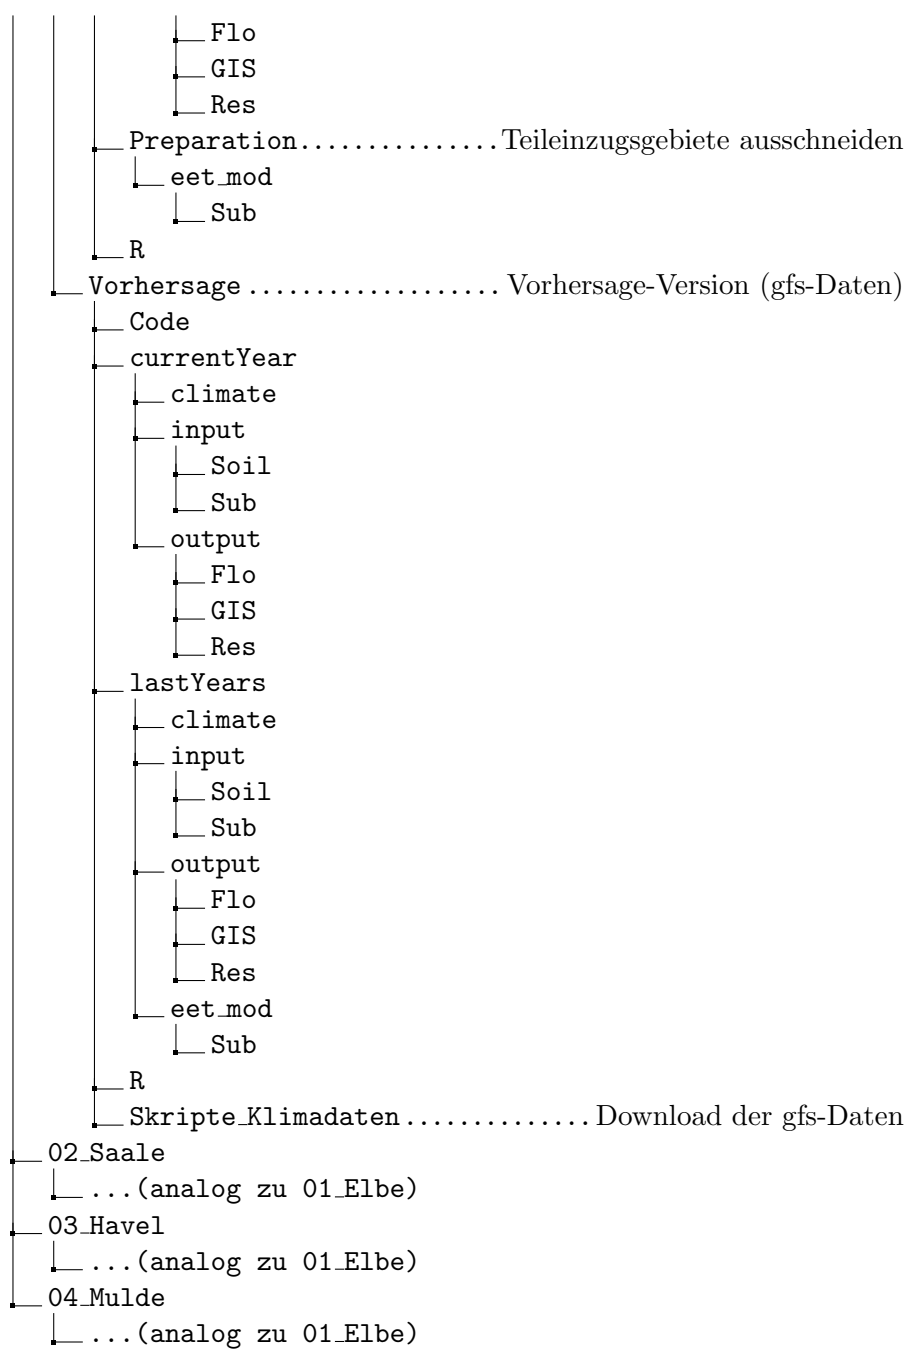 Flo
GIS
Res
Preparation...............Teileinzugsgebiete ausschneiden
eet_mod
Sub
R
Vorhersage...................Vorhersage-Version (gfs-Daten)
Code
currentYear
climate
input
Soil
Sub
output
Flo
GIS
Res
lastYears
climate
input
Soil
Sub
output
Flo
GIS
Res
eet_mod
Sub
R
Skripte_Klimadaten..............Download der gfs-Daten
02_Saale
...(analog zu 01_Elbe)
03_Havel
...(analog zu 01_Elbe)
04_Mulde
...(analog zu 01_Elbe)